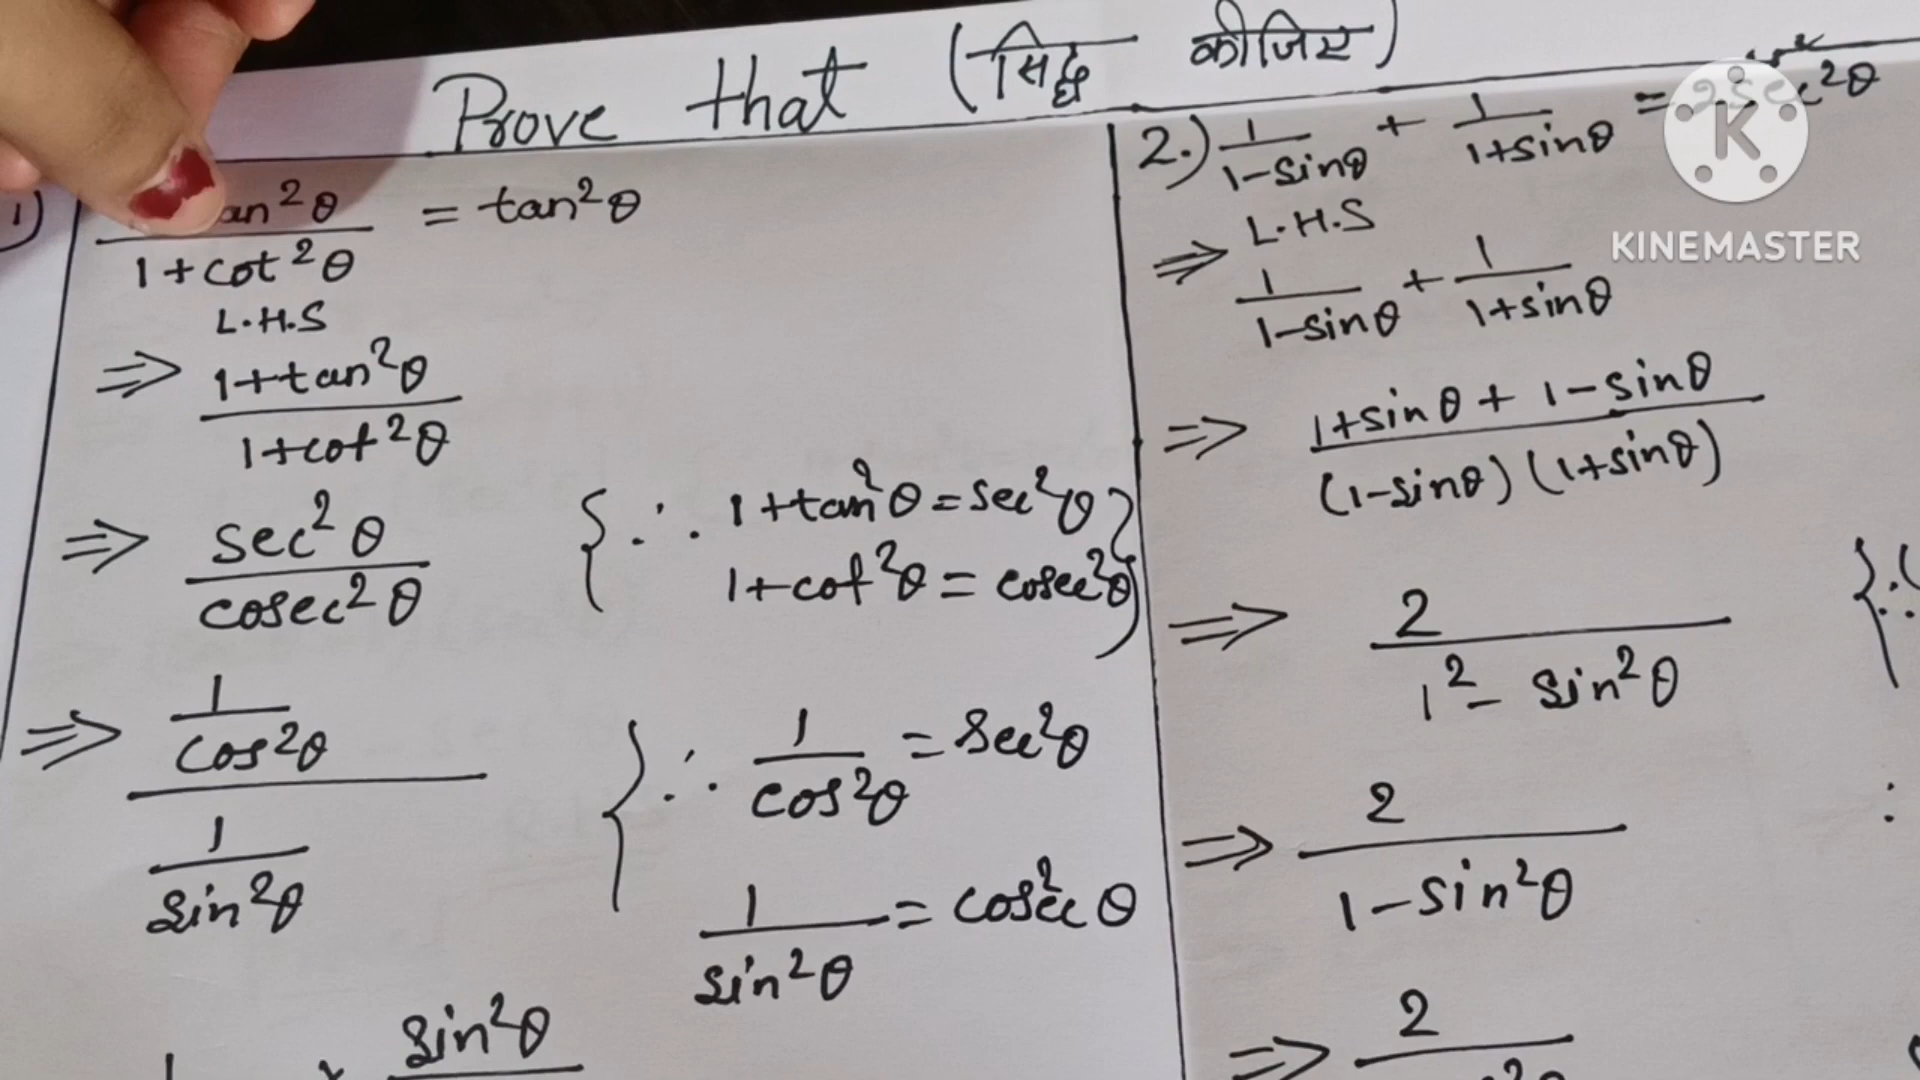 Prove that (सिद्ध कीजिए)
1) an²θ / 1+cot²θ = tan²θ
L.H.S
⇒ 1+tan²θ / 1+cot²θ
⇒ sec²θ / cosec²θ { ∴ 1+tan²θ = sec²θ
1+cot²θ = cosec²θ }
⇒ 1/cos²θ / 1/sin²θ { ∴ 1/cos²θ = sec²θ
1/sin²θ = cosec²θ
1 × sin²θ
2.) 1/1-sinθ + 1/1+sinθ = 2sec²θ
L.H.S
⇒ 1/1-sinθ + 1/1+sinθ
⇒ 1+sinθ + 1-sinθ / (1-sinθ) (1+sinθ)
⇒ 2 / 1² - sin²θ { ∴ (
⇒ 2 / 1-sin²θ
⇒ 2
KINEMASTER